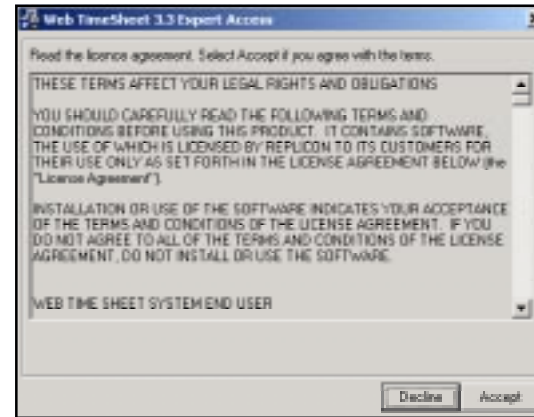 Web TimeSheet 3.3 Expert Access
Read the licence agreement. Select Accept if you agree with the terms.
THESE TERMS AFFECT YOUR LEGAL RIGHTS AND OBLIGATIONS
YOU SHOULD CAREFULLY READ THE FOLLOWING TERMS AND
CONDITIONS BEFORE USING THIS PRODUCT. IT CONTAINS SOFTWARE,
THE USE OF WHICH IS LICENSED BY REPLICON TO ITS CUSTOMERS FOR
THEIR USE ONLY AS SET FORTH IN THE LICENSE AGREEMENT BELOW (the
"License Agreement").
INSTALLATION OR USE OF THE SOFTWARE INDICATES YOUR ACCEPTANCE
OF THE TERMS AND CONDITIONS OF THE LICENSE AGREEMENT. IF YOU
DO NOT AGREE TO ALL OF THE TERMS AND CONDITIONS OF THE LICENSE
AGREEMENT, DO NOT INSTALL OR USE THE SOFTWARE.
WEB TIME SHEET SYSTEM END USER
Decline Accept